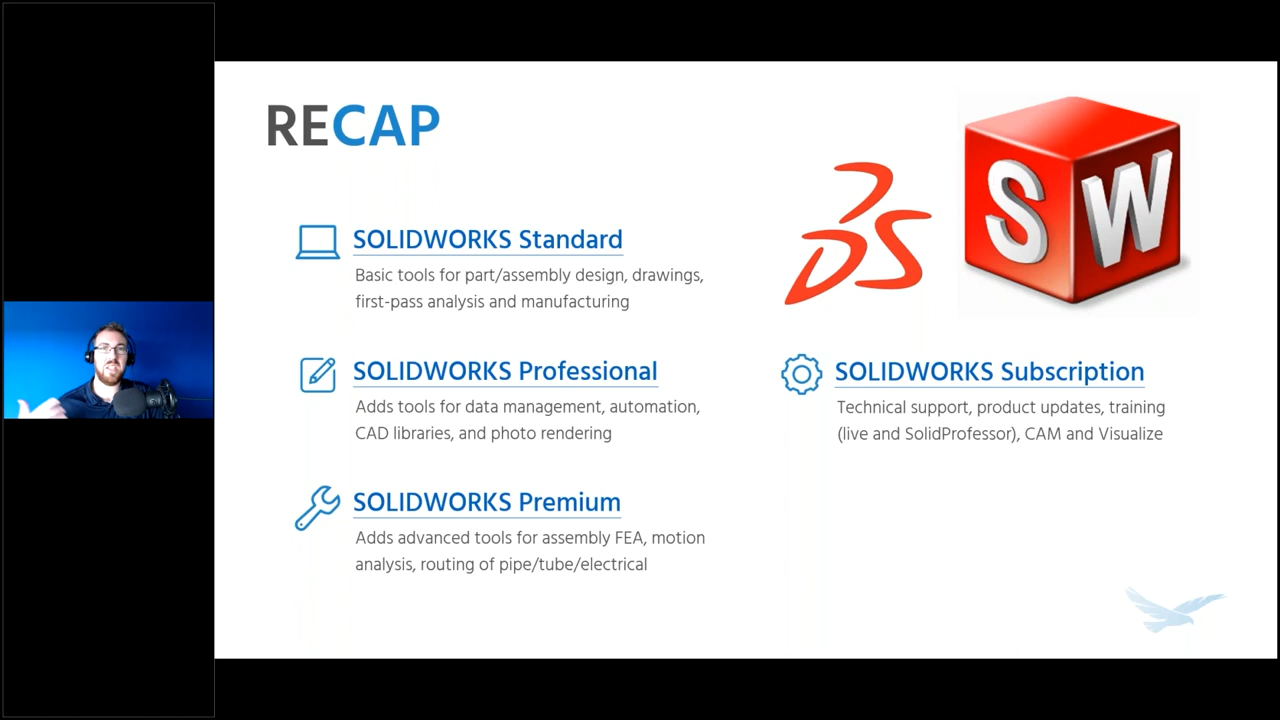 RECAP
SOLIDWORKS Standard
Basic tools for part/assembly design, drawings,
first-pass analysis and manufacturing
SOLIDWORKS Professional
Adds tools for data management, automation,
CAD libraries, and photo rendering
SOLIDWORKS Premium
Adds advanced tools for assembly FEA, motion
analysis, routing of pipe/tube/electrical
DS
SW
SOLIDWORKS Subscription
Technical support, product updates, training
(live and SolidProfessor), CAM and Visualize